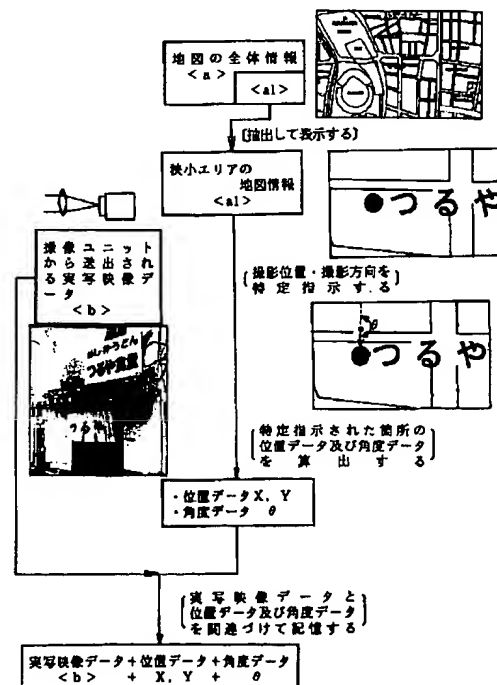 地図の全体情報
<a>
<a1>
〔抽出して表示する〕
狭小エリアの
地図情報
<a1>
つるや
撮像ユニット
から送出され
る実写映像デ
ータ
<b>
撮影位置・撮影方向を
特定指示する
θ
つるや
つるや食堂
つるや
特定指示された箇所の
位置データ及び角度データ
を算出する
・位置データ X, Y
・角度データ θ
実写映像データと
位置データ及び角度データ
を関連づけて記憶する
実写映像データ+位置データ+角度データ
<b> + X, Y + θ